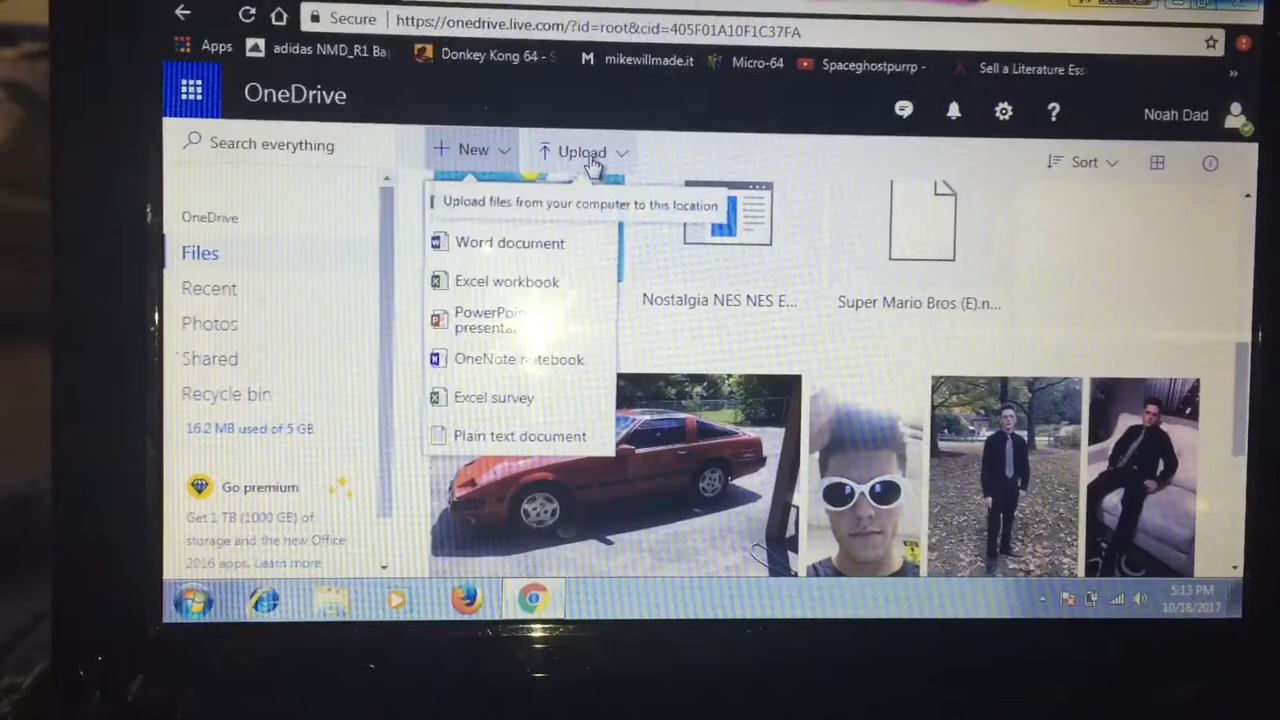 Secure https://onedrive.live.com/?id=root&cid=405F01A10F1C37FA
Apps adidas NMD_R1 Ba Donkey Kong 64 - S mikewillmade.it Micro-64 Spaceghostpurrp - Sell a Literature Ess
OneDrive Noah Dad
Search everything New Upload Sort
Upload files from your computer to this location
OneDrive
Files
Recent
Photos
Shared
Recycle bin
16.2 MB used of 5 GB
Go premium
Get 1 TB (1000 GB) of
storage and the new Office
2016 apps. Learn more
Word document
Excel workbook
PowerPoin
presenta
OneNote notebook
Excel survey
Plain text document
Nostalgia NES NES E... Super Mario Bros (E).n...
5:13 PM
10/18/2017